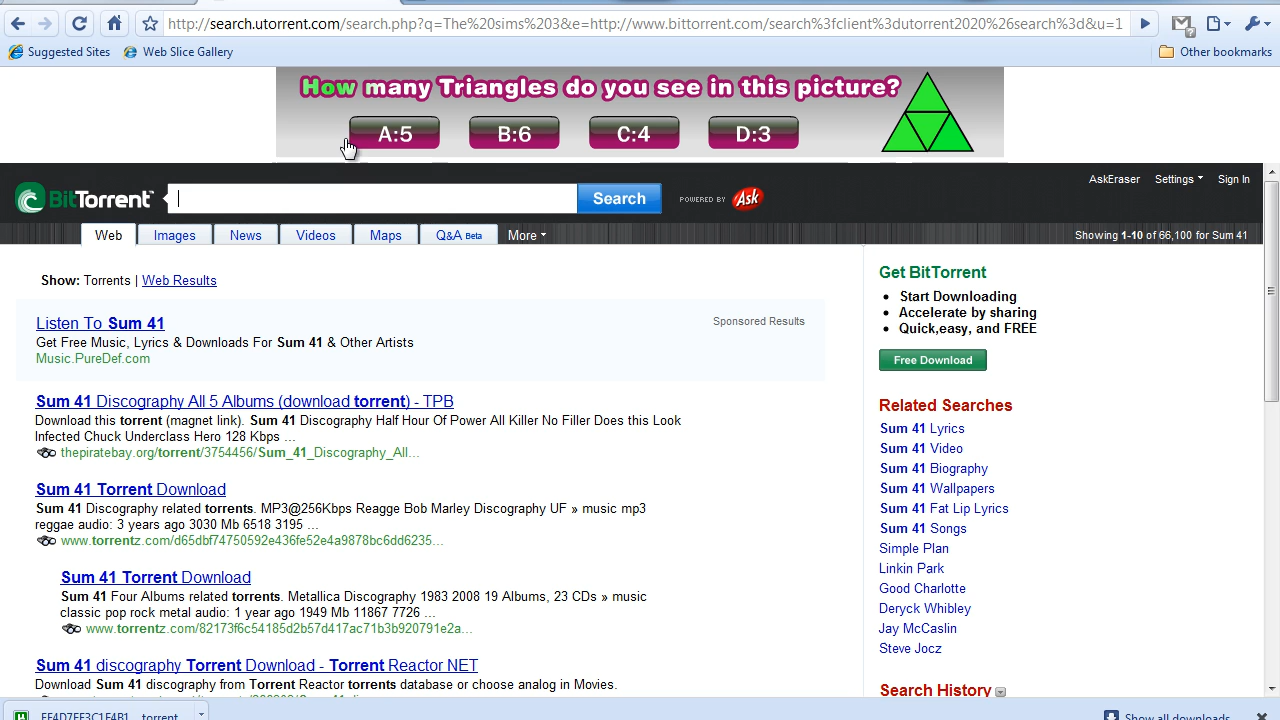 http://search.utorrent.com/search.php?q=The%20sims%203&e=http://www.bittorrent.com/search%3fclient%3dutorrent2020%26search%3d&u=1
Suggested Sites
Web Slice Gallery
Other bookmarks
How many Triangles do you see in this picture?
A:5
B:6
C:4
D:3
BitTorrent™
Search
POWERED BY
Ask
AskEraser
Settings
Sign In
Web
Images
News
Videos
Maps
Q&A Beta
More
Showing 1-10 of 66,100 for Sum 41
Show: Torrents | Web Results
Listen To Sum 41
Sponsored Results
Get Free Music, Lyrics & Downloads For Sum 41 & Other Artists
Music.PureDef.com
Sum 41 Discography All 5 Albums (download torrent) - TPB
Download this torrent (magnet link). Sum 41 Discography Half Hour Of Power All Killer No Filler Does this Look
Infected Chuck Underclass Hero 128 Kbps ...
thepiratebay.org/torrent/3754456/Sum_41_Discography_All...
Sum 41 Torrent Download
Sum 41 Discography related torrents. MP3@256Kbps Reagge Bob Marley Discography UF » music mp3
reggae audio: 3 years ago 3030 Mb 6518 3195 ...
www.torrentz.com/d65dbf74750592e436fe52e4a9878bc6dd6235...
Sum 41 Torrent Download
Sum 41 Four Albums related torrents. Metallica Discography 1983 2008 19 Albums, 23 CDs » music
classic pop rock metal audio: 1 year ago 1949 Mb 11867 7726 ...
www.torrentz.com/82173f6c54185d2b57d417ac71b3b920791e2a...
Sum 41 discography Torrent Download - Torrent Reactor NET
Download Sum 41 discography from Torrent Reactor torrents database or choose analog in Movies.
Get BitTorrent
Start Downloading
Accelerate by sharing
Quick,easy, and FREE
Free Download
Related Searches
Sum 41 Lyrics
Sum 41 Video
Sum 41 Biography
Sum 41 Wallpapers
Sum 41 Fat Lip Lyrics
Sum 41 Songs
Simple Plan
Linkin Park
Good Charlotte
Deryck Whibley
Jay McCaslin
Steve Jocz
Search History
Show all downloads...